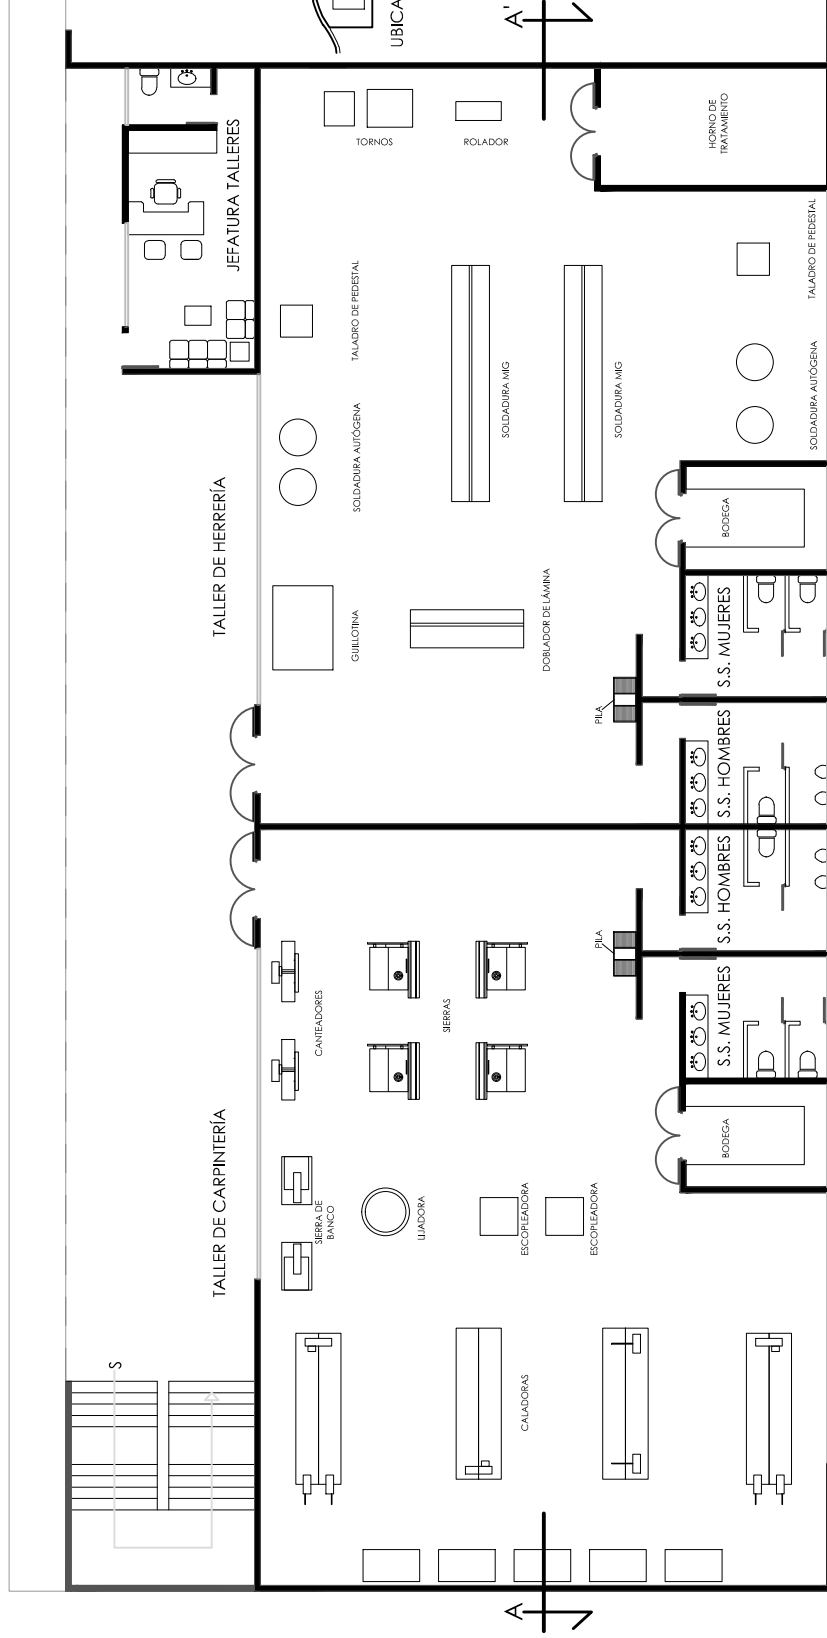 A'
UBICA
HORNO DE
TRATAMIENTO
TORNOS
ROLADOR
JEFATURA TALLERES
TALADRO DE PEDESTAL
TALADRO DE PEDESTAL
SOLDADURA MIG
SOLDADURA MIG
SOLDADURA AUTÓGENA
SOLDADURA AUTÓGENA
TALLER DE HERRERÍA
BODEGA
GUILLOTINA
DOBLADOR DE LÁMINA
S.S. MUJERES
PILA
S.S. HOMBRES
S.S. HOMBRES
PILA
S.S. MUJERES
CANTEADORES
SIERRAS
TALLER DE CARPINTERÍA
BODEGA
SIERRA DE
BANCO
LIJADORA
ESCOPLEADORA
ESCOPLEADORA
S
CALADORAS
A